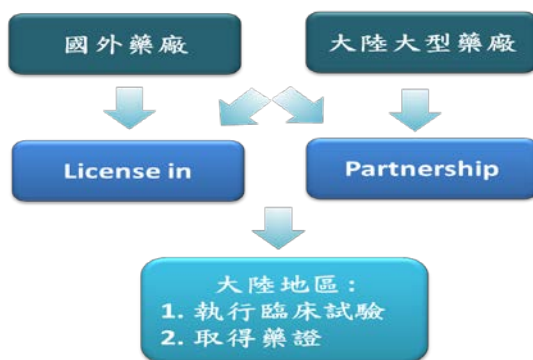 國外藥廠
大陸大型藥廠
License in
Partnership
大陸地區：
1. 執行臨床試驗
2. 取得藥證